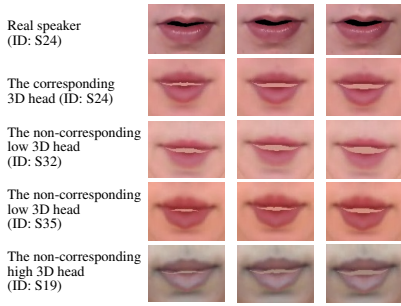 Real speaker
(ID: S24)
The corresponding
3D head (ID: S24)
The non-corresponding
low 3D head
(ID: S32)
The non-corresponding
low 3D head
(ID: S35)
The non-corresponding
high 3D head
(ID: S19)